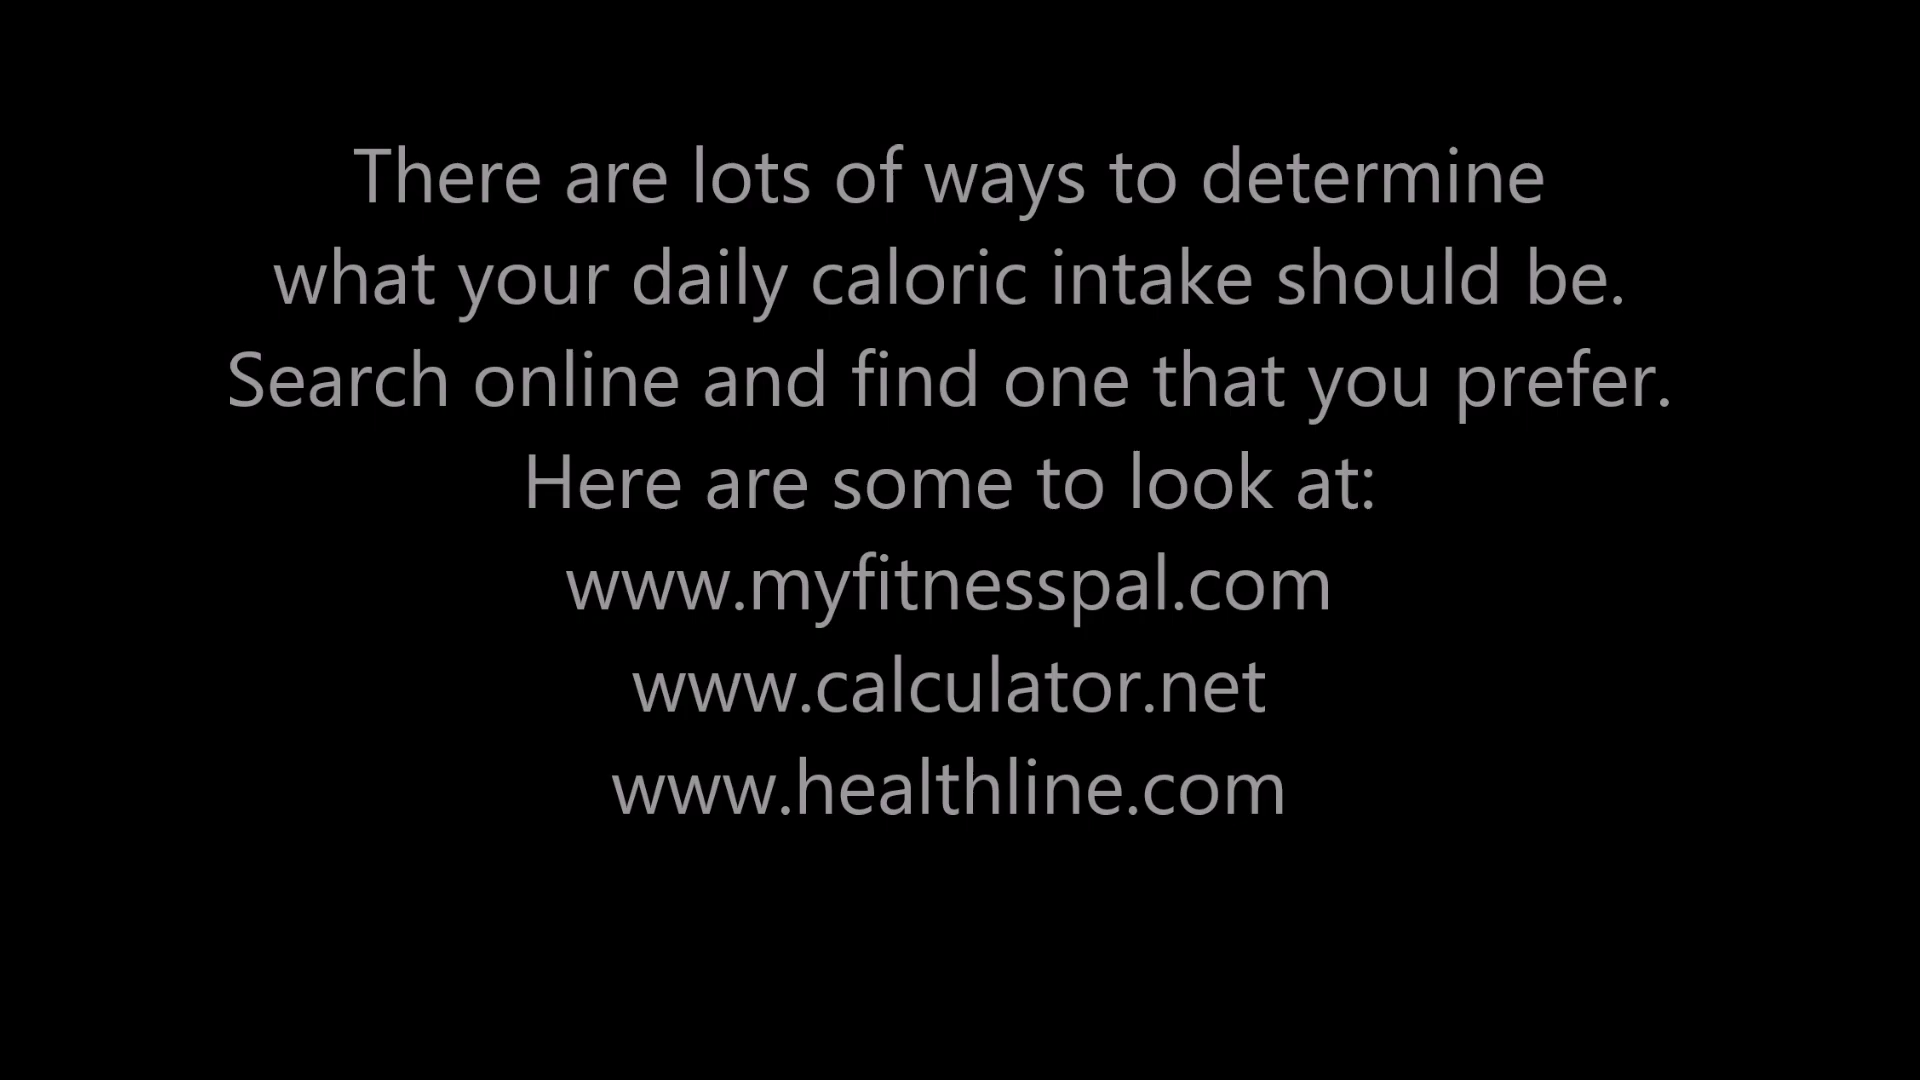 There are lots of ways to determine
what your daily caloric intake should be.
Search online and find one that you prefer.
Here are some to look at:
www.myfitnesspal.com
www.calculator.net
www.healthline.com